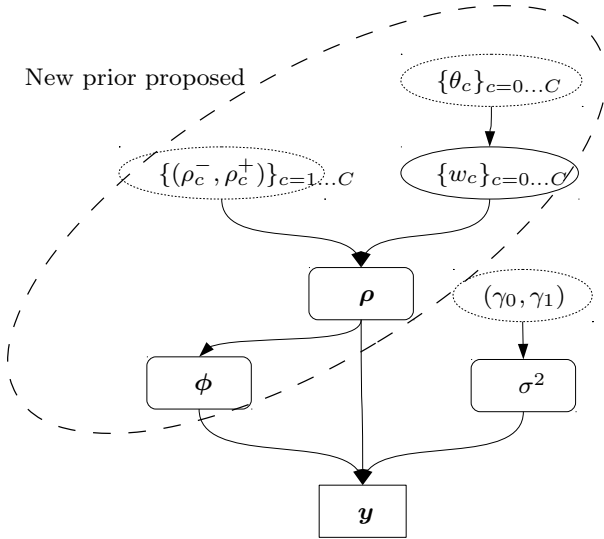 New prior proposed
{θ_c}_{c=0…C}
{(ρ_c^-, ρ_c^+)}_{c=1…C}
{w_c}_{c=0…C}
ρ
(γ_0, γ_1)
ϕ
σ^2
y